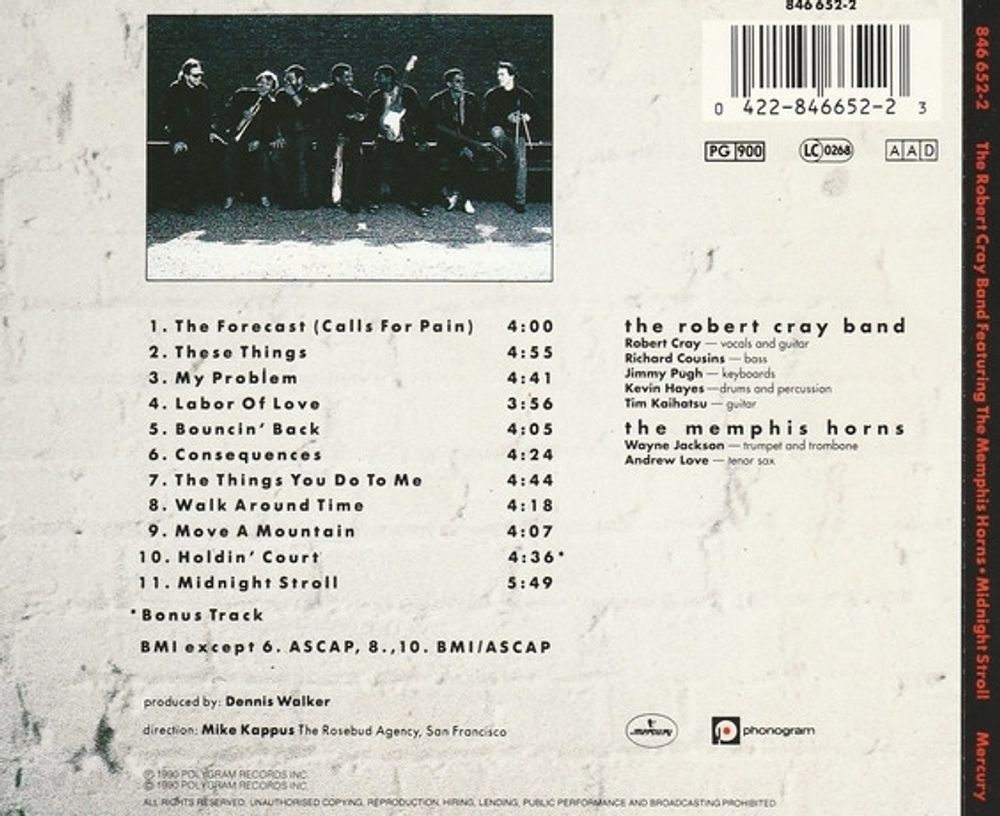 846 652-2
0 422-846652-2 3
PG 900
LC 0268
A A D
1. The Forecast (Calls For Pain) 4:00
2. These Things 4:55
3. My Problem 4:41
4. Labor Of Love 3:56
5. Bouncin' Back 4:05
6. Consequences 4:24
7. The Things You Do To Me 4:44
8. Walk Around Time 4:18
9. Move A Mountain 4:07
10. Holdin' Court 4:36*
11. Midnight Stroll 5:49
*Bonus Track
BMI except 6. ASCAP, 8.,10. BMI/ASCAP
the robert cray band
Robert Cray — vocals and guitar
Richard Cousins — bass
Jimmy Pugh — keyboards
Kevin Hayes — drums and percussion
Tim Kaihatsu — guitar
the memphis horns
Wayne Jackson — trumpet and trombone
Andrew Love — tenor sax
produced by: Dennis Walker
direction: Mike Kappus The Rosebud Agency, San Francisco
mercury
phonogram
℗ 1990 POLYGRAM RECORDS INC.
© 1990 POLYGRAM RECORDS INC.
ALL RIGHTS RESERVED. UNAUTHORISED COPYING, REPRODUCTION, HIRING, LENDING, PUBLIC PERFORMANCE AND BROADCASTING PROHIBITED
846 652-2 The Robert Cray Band Featuring The Memphis Horns • Midnight Stroll Mercury